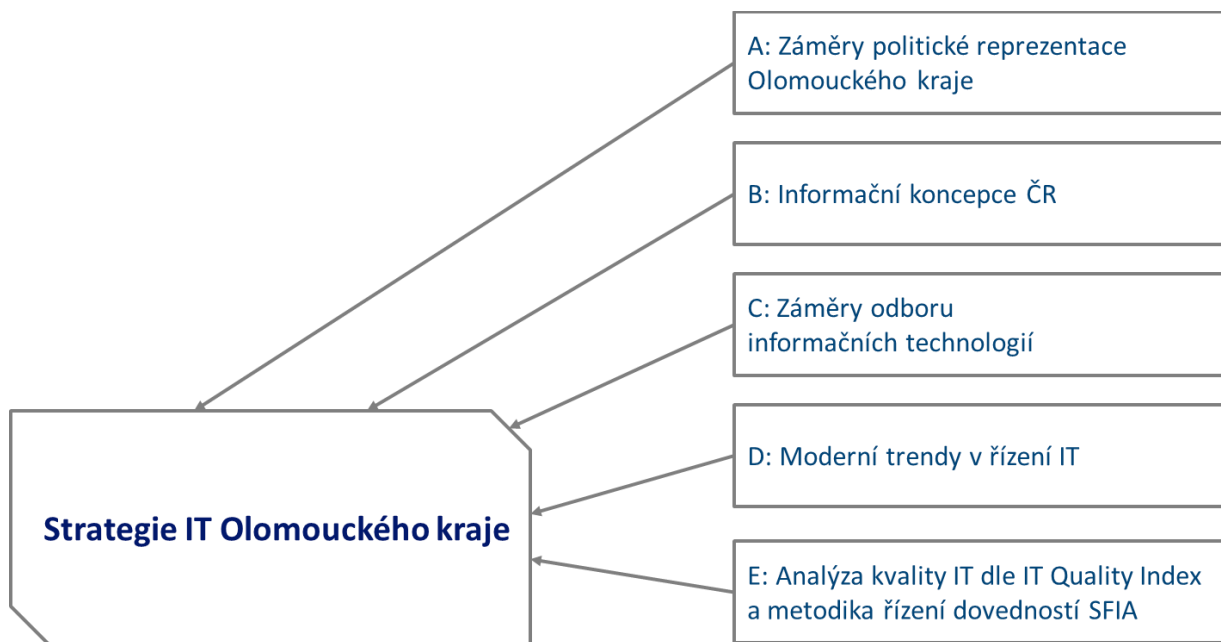 A: Záměry politické reprezentace
Olomouckého kraje
B: Informační koncepce ČR
C: Záměry odboru
informačních technologií
D: Moderní trendy v řízení IT
Strategie IT Olomouckého kraje
E: Analýza kvality IT dle IT Quality Index
a metodika řízení dovedností SFIA